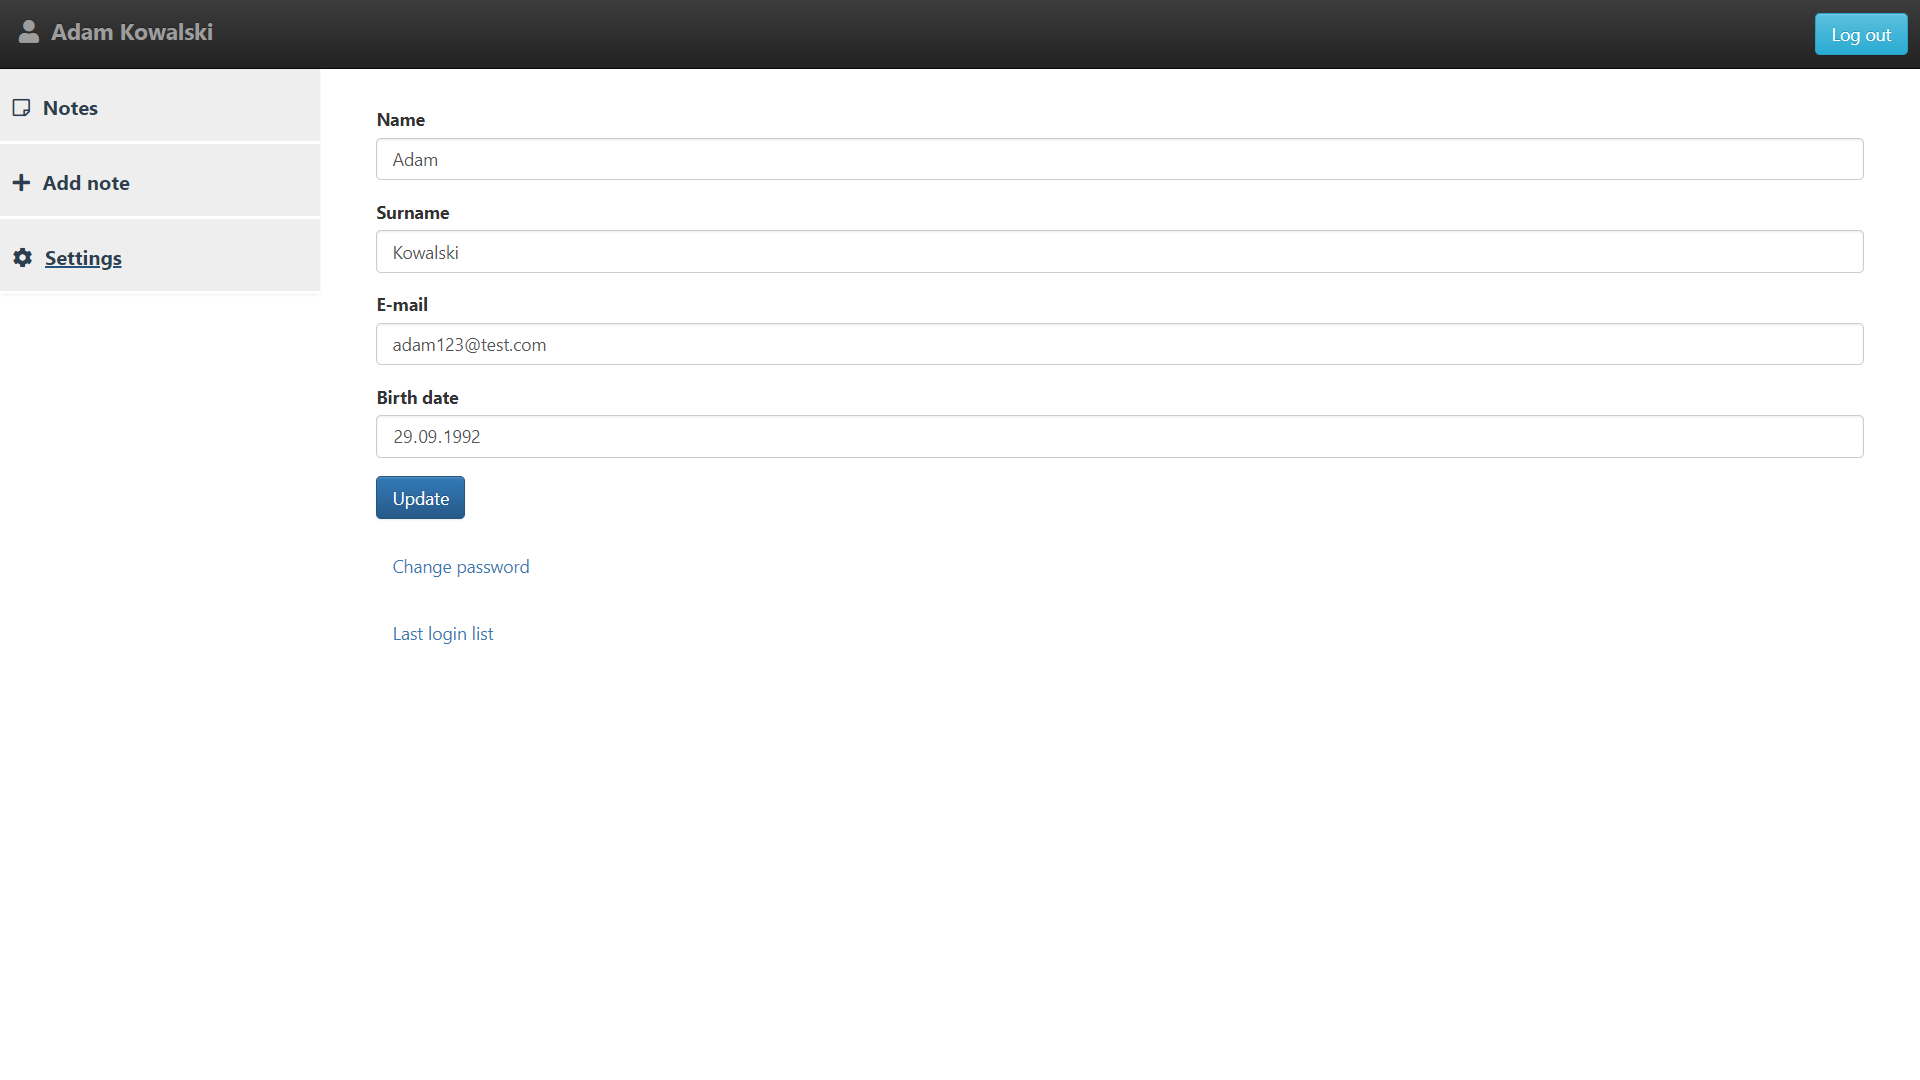 Adam Kowalski
Log out
Notes
Add note
Settings
Name
Adam
Surname
Kowalski
E-mail
adam123@test.com
Birth date
29.09.1992
Update
Change password
Last login list